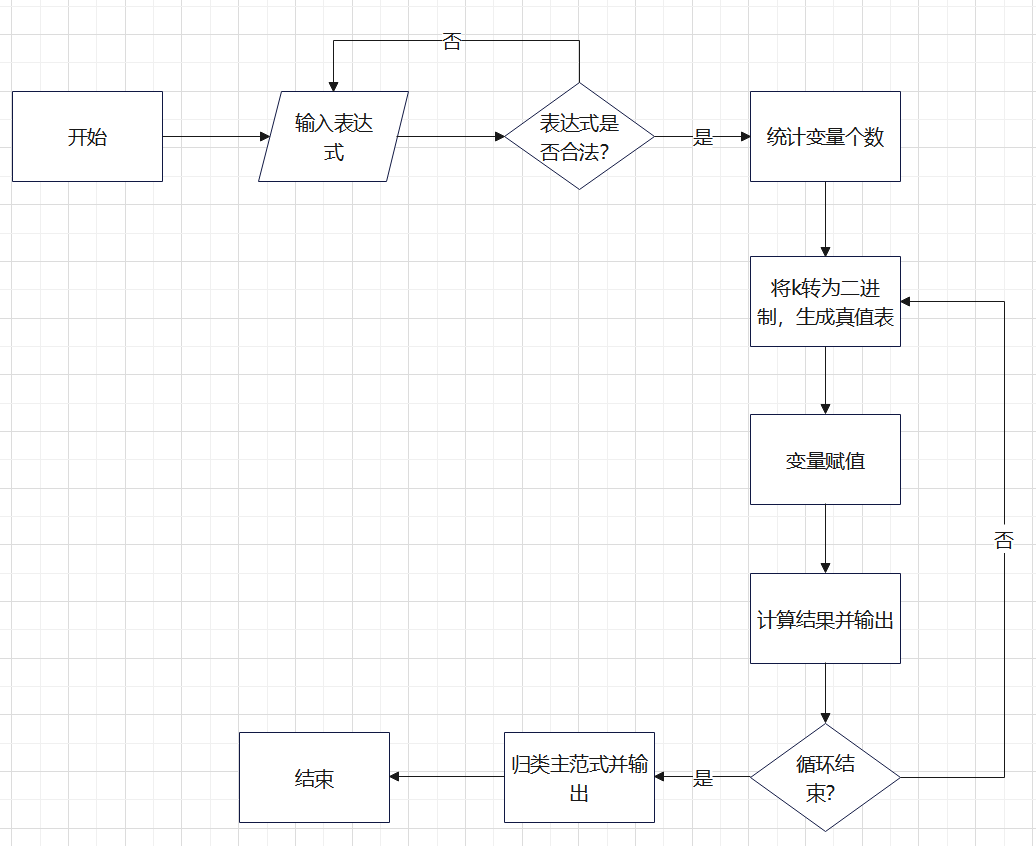 否
开始
输入表达
式
表达式是
否合法?
是
统计变量个数
将k转为二进
制，生成真值表
变量赋值
否
计算结果并输出
循环结
束?
是
归类主范式并输
出
结束